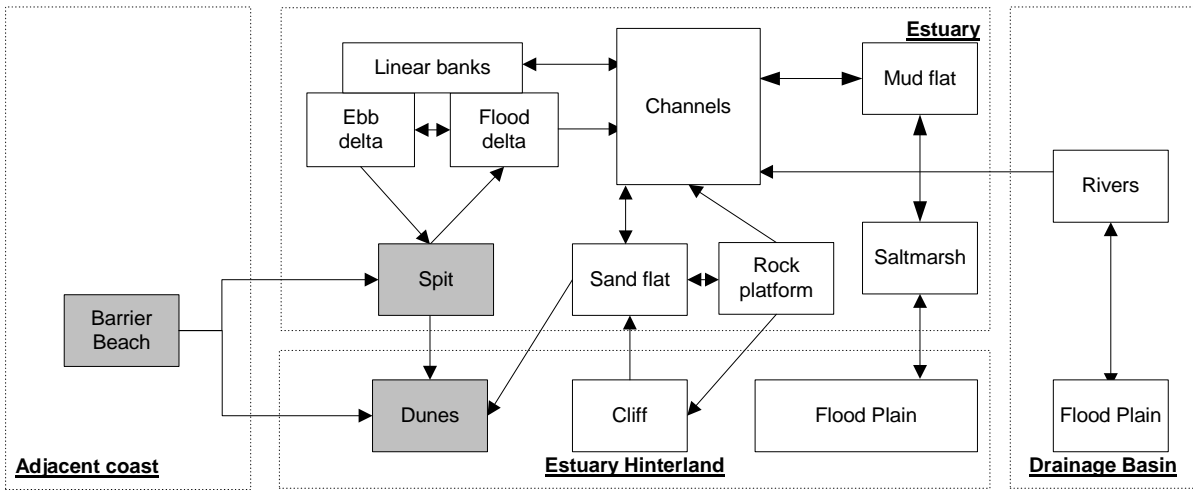 Estuary
Linear banks
Channels
Mud flat
Ebb
delta
Flood
delta
Rivers
Saltmarsh
Spit
Sand flat
Rock
platform
Barrier
Beach
Dunes
Cliff
Flood Plain
Flood Plain
Adjacent coast
Estuary Hinterland
Drainage Basin